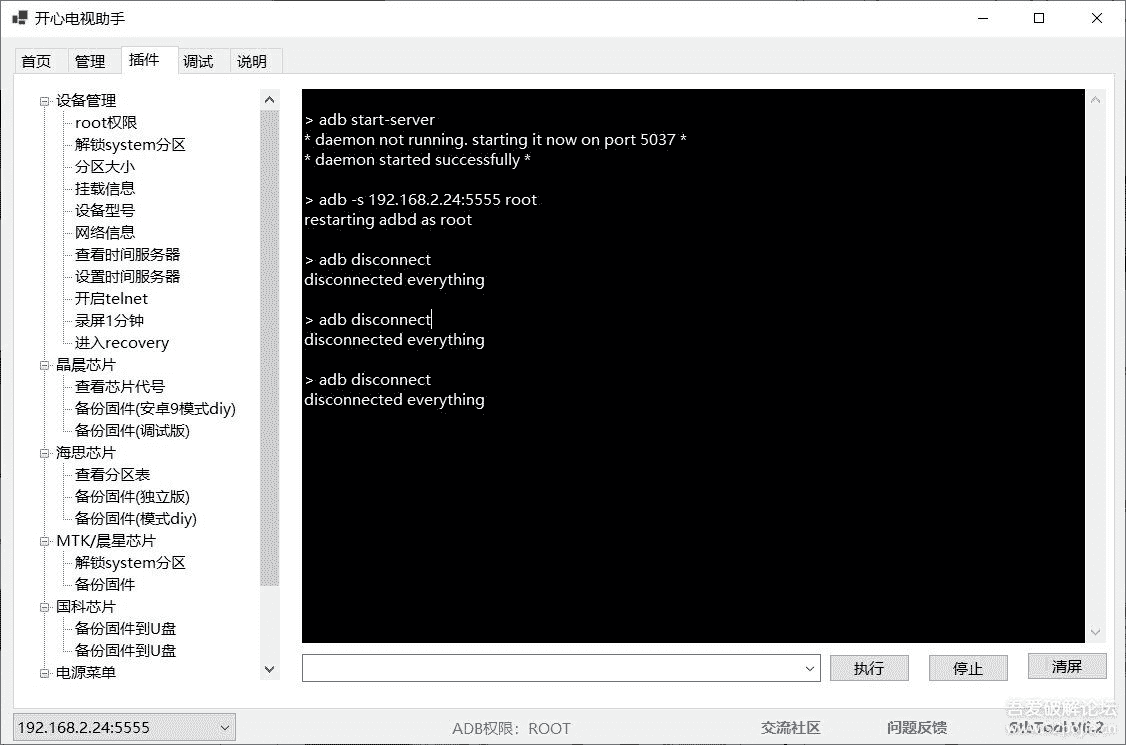 开心电视助手
首页 管理 插件 调试 说明
设备管理
root权限
解锁system分区
分区大小
挂载信息
设备型号
网络信息
查看时间服务器
设置时间服务器
开启telnet
录屏1分钟
进入recovery
晶晨芯片
查看芯片代号
备份固件(安卓9模式diy)
备份固件(调试版)
海思芯片
查看分区表
备份固件(独立版)
备份固件(模式diy)
MTK/晨星芯片
解锁system分区
备份固件
国科芯片
备份固件到U盘
备份固件到U盘
电源菜单
> adb start-server
* daemon not running. starting it now on port 5037 *
* daemon started successfully *
> adb -s 192.168.2.24:5555 root
restarting adbd as root
> adb disconnect
disconnected everything
> adb disconnect
disconnected everything
> adb disconnect
disconnected everything
执行 停止 清屏
192.168.2.24:5555 ADB权限：ROOT 交流社区 问题反馈 StbTool V6.2
吾爱破解论坛